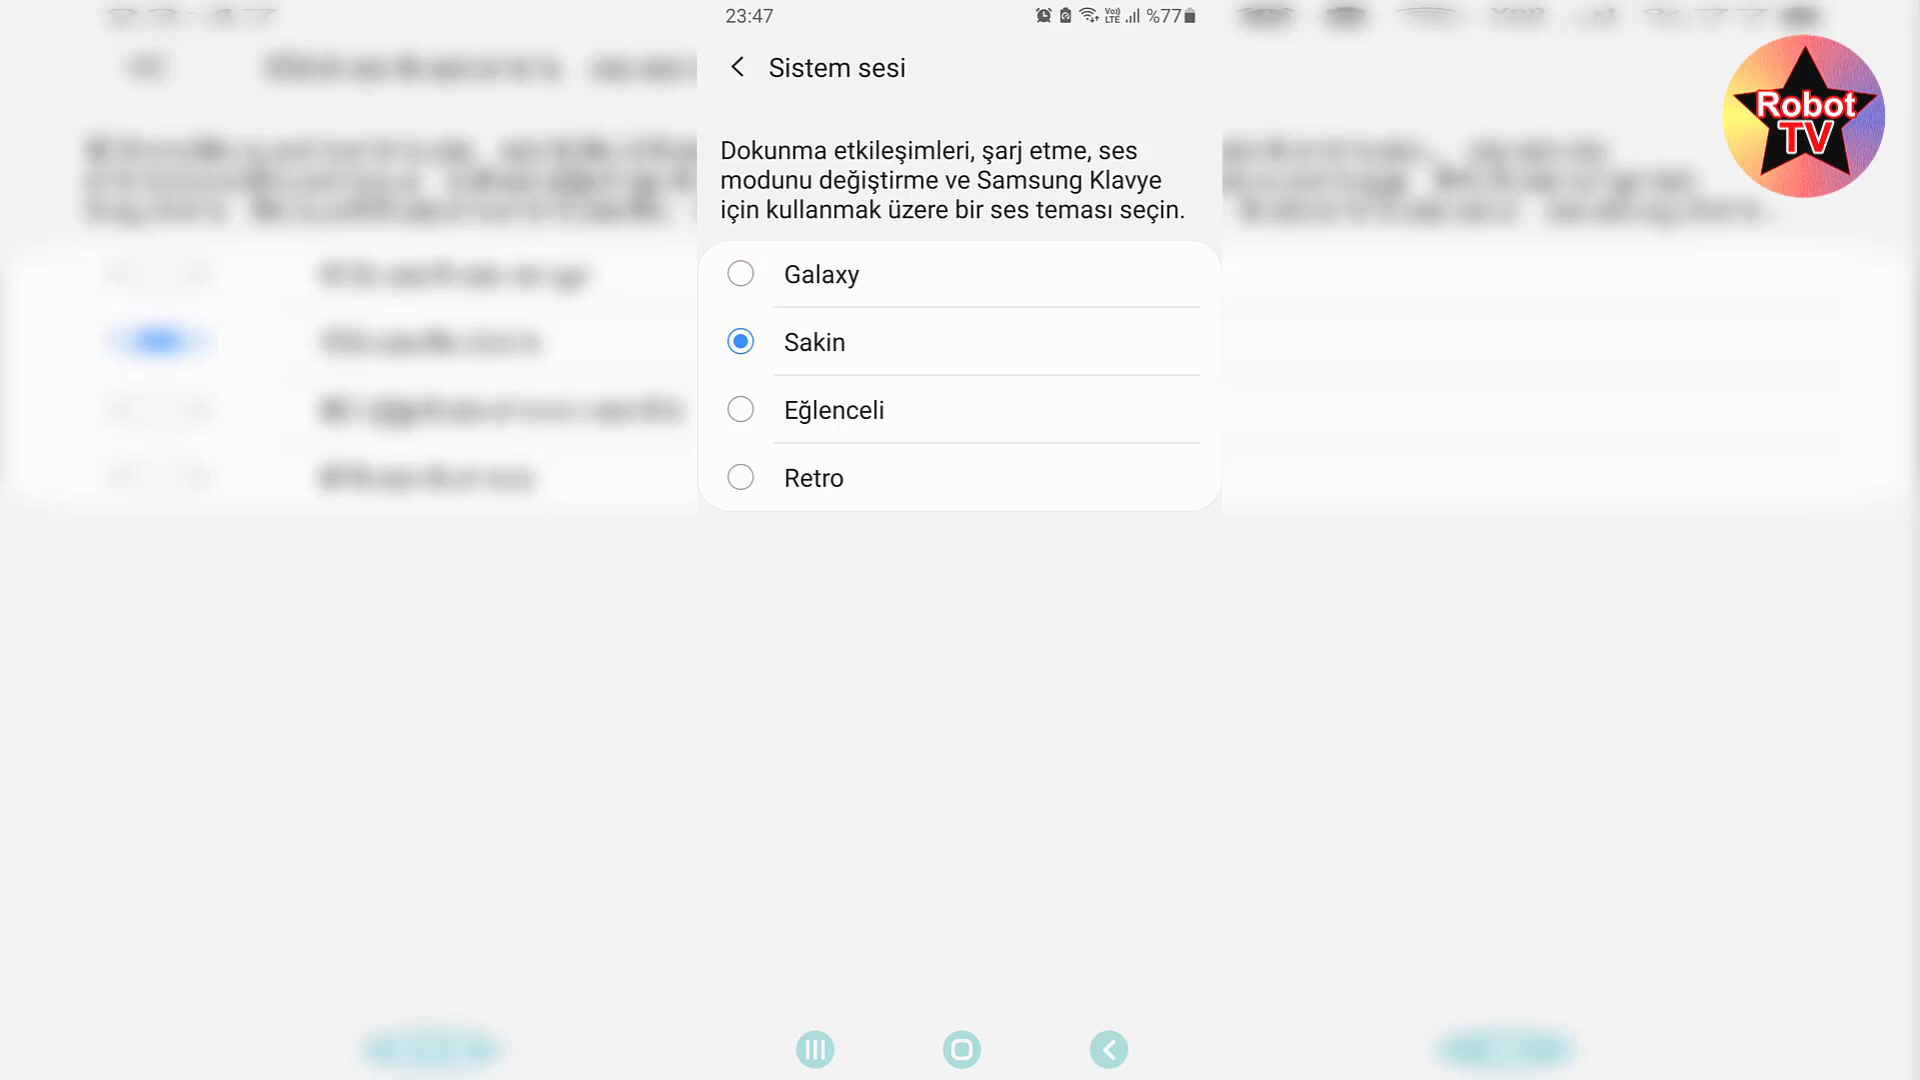 23:47
VoLTE %77
Sistem sesi
Robot
TV
Dokunma etkileşimleri, şarj etme, ses
modunu değiştirme ve Samsung Klavye
için kullanmak üzere bir ses teması seçin.
Galaxy
Sakin
Eğlenceli
Retro